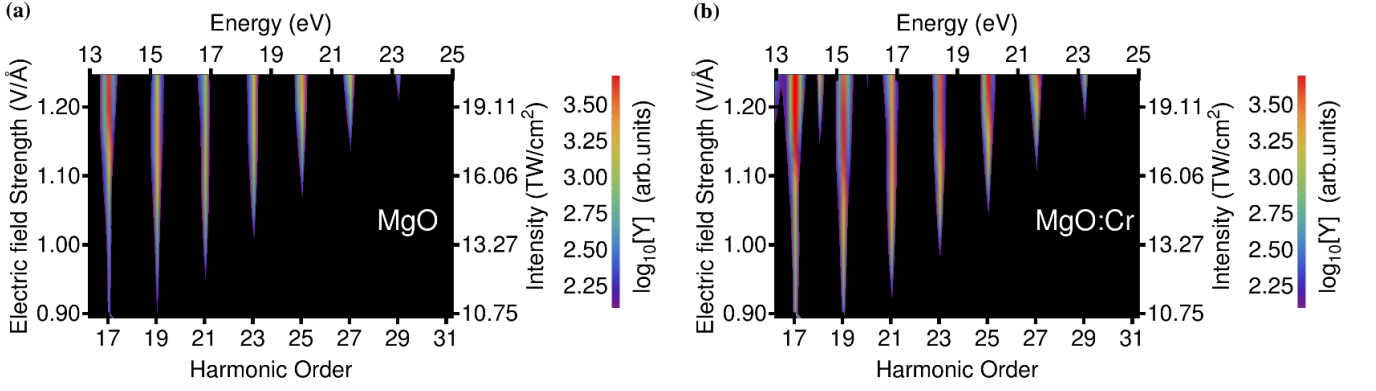 (a)
Energy (eV)
13 15 17 19 21 23 25
Electric field Strength (V/Å)
1.20
1.10
1.00
0.90
MgO
19.11
16.06
13.27
10.75
Intensity (TW/cm²)
17 19 21 23 25 27 29 31
Harmonic Order
3.50
3.25
3.00
2.75
2.50
2.25
log₁₀[Y] (arb.units)
(b)
Energy (eV)
13 15 17 19 21 23 25
Electric field Strength (V/Å)
1.20
1.10
1.00
0.90
MgO:Cr
19.11
16.06
13.27
10.75
Intensity (TW/cm²)
17 19 21 23 25 27 29 31
Harmonic Order
3.50
3.25
3.00
2.75
2.50
2.25
log₁₀[Y] (arb.units)